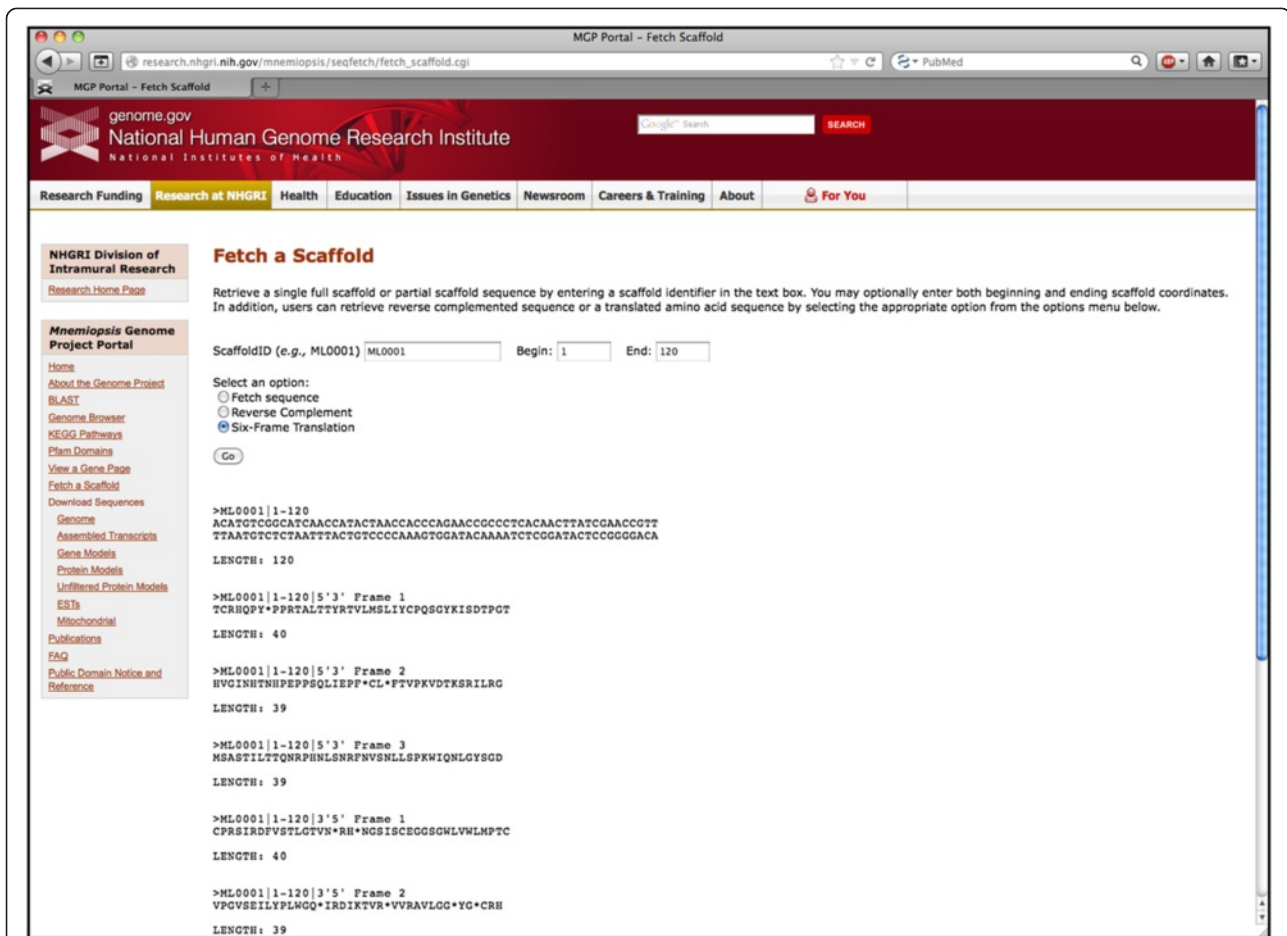 MGP Portal – Fetch Scaffold
research.nhgri.nih.gov/mnemiopsis/seqfetch/fetch_scaffold.cgi
PubMed
MGP Portal – Fetch Scaffold
genome.gov
National Human Genome Research Institute
National Institutes of Health
Google™ Search
SEARCH
Research Funding Research at NHGRI Health Education Issues in Genetics Newsroom Careers & Training About For You
NHGRI Division of
Intramural Research
Research Home Page
Mnemiopsis Genome
Project Portal
Home
About the Genome Project
BLAST
Genome Browser
KEGG Pathways
Pfam Domains
View a Gene Page
Fetch a Scaffold
Download Sequences
Genome
Assembled Transcripts
Gene Models
Protein Models
Unfiltered Protein Models
ESTs
Mitochondrial
Publications
FAQ
Public Domain Notice and
Reference
Fetch a Scaffold
Retrieve a single full scaffold or partial scaffold sequence by entering a scaffold identifier in the text box. You may optionally enter both beginning and ending scaffold coordinates.
In addition, users can retrieve reverse complemented sequence or a translated amino acid sequence by selecting the appropriate option from the options menu below.
ScaffoldID (e.g., ML0001) ML0001 Begin: 1 End: 120
Select an option:
Fetch sequence
Reverse Complement
Six-Frame Translation
Go
>ML0001|1-120
ACATGTCGGCATCAACCATACTAACCACCCAGAACCGCCCTCACAACTTATCGAACCGTT
TTAATGTCTCTAATTTACTGTCCCCAAAGTGGATACAAAATCTCGGATACTCCGGGGACA
LENGTH: 120
>ML0001|1-120|5'3' Frame 1
TCRHQPY*PPRTALTTYRTVLMSLIYCPQSGYKISDTPGT
LENGTH: 40
>ML0001|1-120|5'3' Frame 2
HVGINHTNHPEPPSQLIEPF*CL*FTVPKVDTKSRILRG
LENGTH: 39
>ML0001|1-120|5'3' Frame 3
MSASTILTTQNRPHNLSNRFNVSNLLSPKWIQNLGYSGD
LENGTH: 39
>ML0001|1-120|3'5' Frame 1
CPRSIRDFVSTLGTVN*RH*NGSISCEGGSGWLVWLMPTC
LENGTH: 40
>ML0001|1-120|3'5' Frame 2
VPGVSEILYPLWGQ*IRDIKTVR*VVRAVLGG*YG*CRH
LENGTH: 39